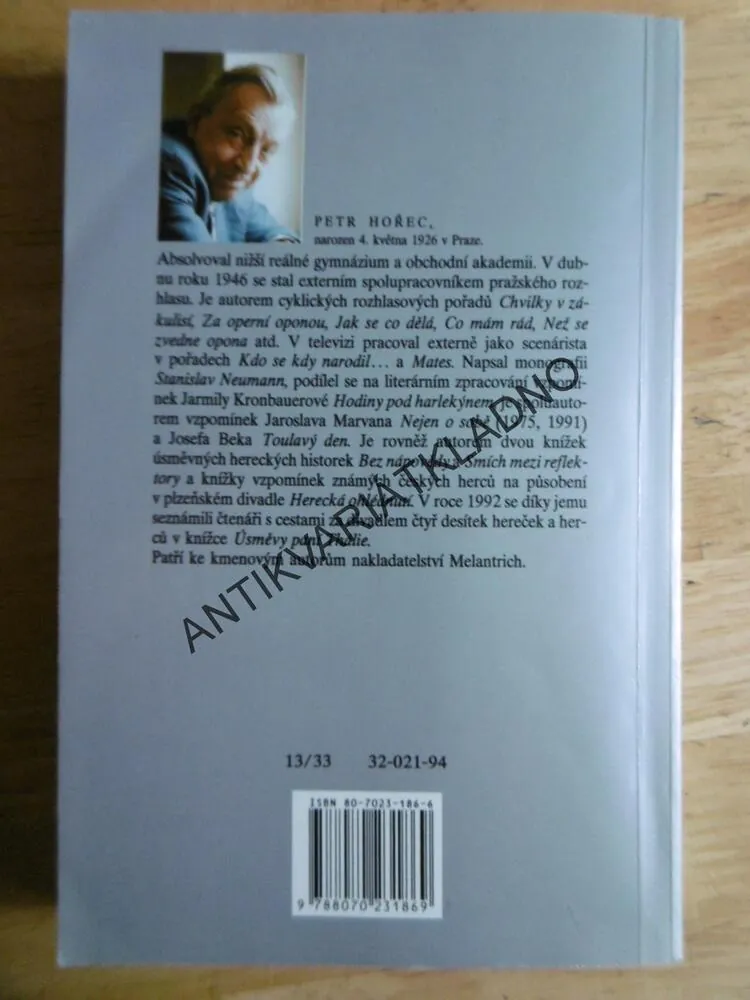 PETR HOŘEC,
narozen 4. května 1926 v Praze.
Absolvoval nižší reálné gymnázium a obchodní akademii. V dub-
nu roku 1946 se stal externím spolupracovníkem pražského roz-
hlasu. Je autorem cyklických rozhlasových pořadů Chvilky v zá-
kulisí, Za operní oponou, Jak se co dělá, Co mám rád, Než se
zvedne opona atd. V televizi pracoval externě jako scenárista
v pořadech Kdo se kdy narodil... a Mates. Napsal monografii
Stanislav Neumann, podílel se na literárním zpracování vzpomí-
nek Jarmily Kronbauerové Hodiny pod harlekýnem, je spoluauto-
rem vzpomínek Jaroslava Marvana Nejen o sobě (1975, 1991)
a Josefa Beka Toulavý den. Je rovněž autorem dvou knížek
úsměvných hereckých historek Bez nápovědy a Smích mezi reflek-
tory a knížky vzpomínek známých českých herců na působení
v plzeňském divadle Herecká ohlédnutí. V roce 1992 se díky jemu
seznámili čtenáři s cestami za divadlem čtyř desítek hereček a her-
ců v knížce Úsměvy paní Thálie.
Patří ke kmenovým autorům nakladatelství Melantrich.
ANTIKVARIATKLADNO
13/33 32-021-94
ISBN 80-7023-186-6
9 788070 231869